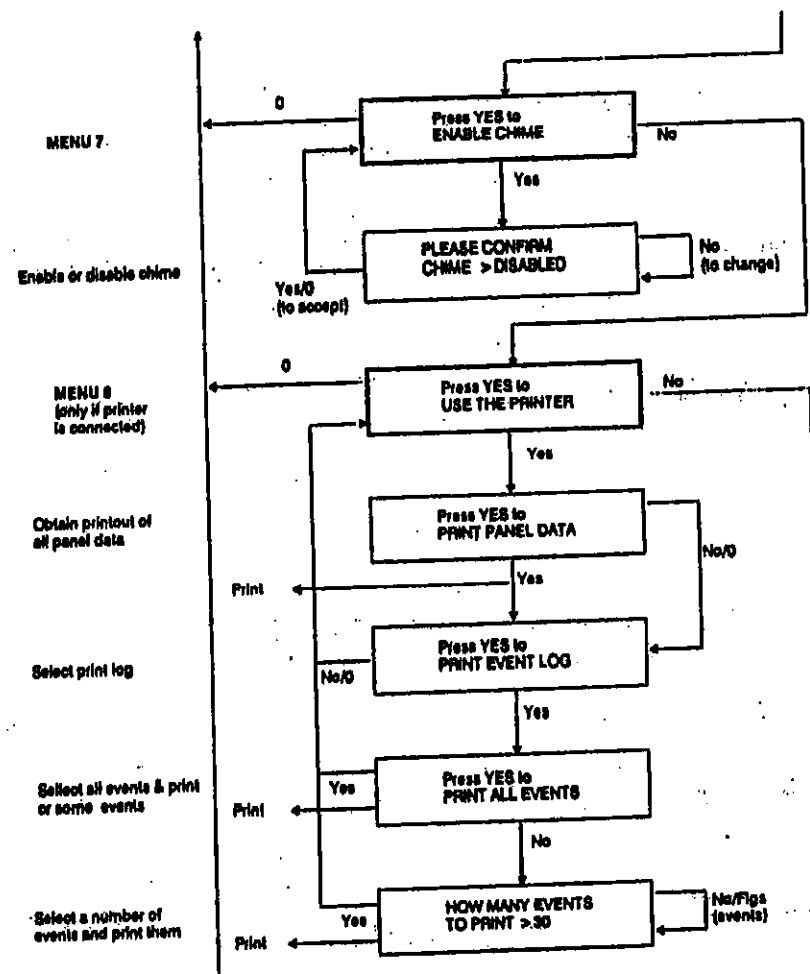 0
Press YES to
ENABLE CHIME
No
MENU 7
Yes
PLEASE CONFIRM
CHIME > DISABLED
No
(to change)
Enable or disable chime
Yes/0
(to accept)
0
MENU 8
(only if printer
is connected)
Press YES to
USE THE PRINTER
No
Yes
Obtain printout of
all panel data
Press YES to
PRINT PANEL DATA
No/0
Print
Yes
Select print log
No/0
Press YES to
PRINT EVENT LOG
Yes
Sellect all events & print
or some events
Yes
Press YES to
PRINT ALL EVENTS
Print
No
Select a number of
events and print them
Yes
HOW MANY EVENTS
TO PRINT >30
No/Figs
(events)
Print